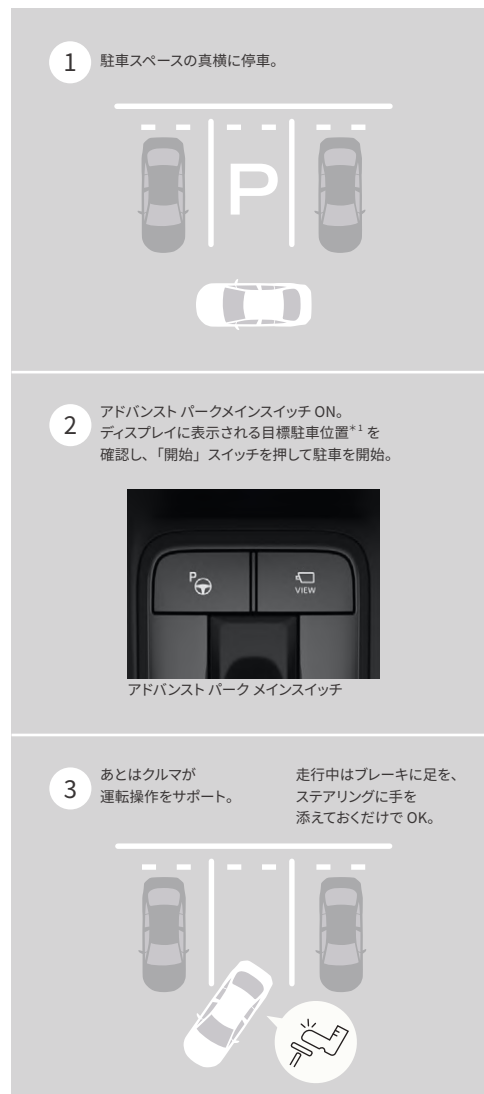 1
駐車スペースの真横に停車。
P
2
アドバンスト パークメインスイッチ ON。
ディスプレイに表示される目標駐車位置＊1 を
確認し、「開始」スイッチを押して駐車を開始。
P
VIEW
アドバンスト パーク メインスイッチ
3
あとはクルマが
運転操作をサポート。
走行中はブレーキに足を、
ステアリングに手を
添えておくだけで OK。